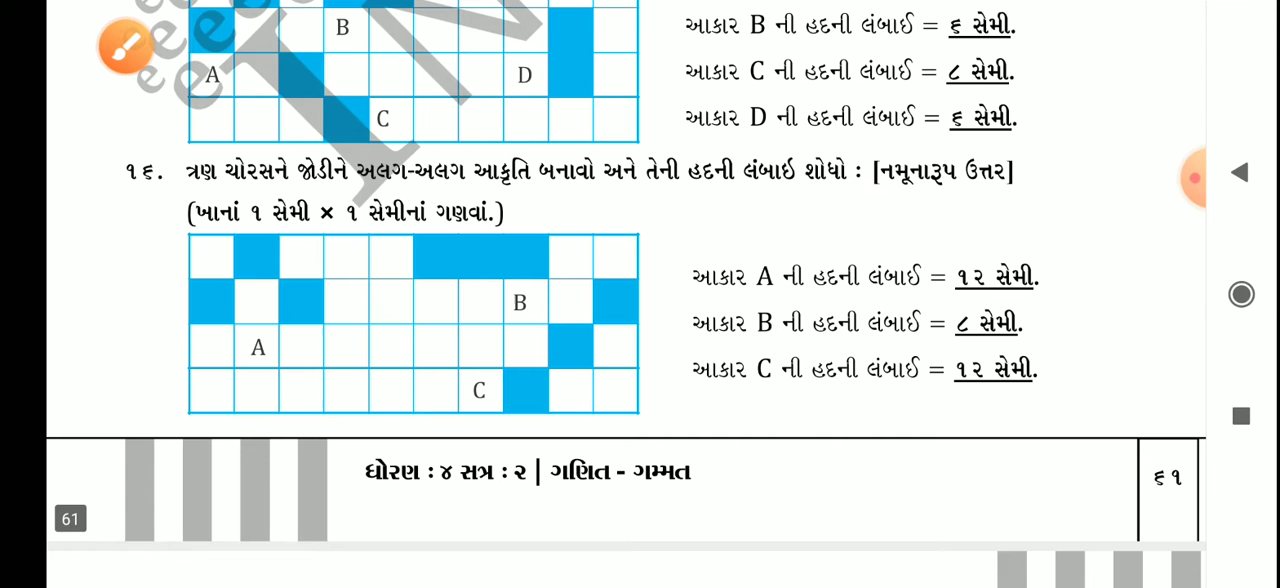 B
A
D
C
આકાર B ની હદની લંબાઈ = ૬ સેમી.
આકાર C ની હદની લંબાઈ = ૮ સેમી.
આકાર D ની હદની લંબાઈ = ૬ સેમી.
૧૬. ત્રણ ચોરસને જોડીને અલગ-અલગ આકૃતિ બનાવો અને તેની હદની લંબાઇ શોધો : [નમૂનારૂપ ઉત્તર]
(ખાનાં ૧ સેમી × ૧ સેમીનાં ગણવાં.)
B
A
C
આકાર A ની હદની લંબાઈ = ૧૨ સેમી.
આકાર B ની હદની લંબાઈ = ૮ સેમી.
આકાર C ની હદની લંબાઈ = ૧૨ સેમી.
ધોરણ : ૪ સત્ર : ૨ | ગણિત - ગમ્મત
૬૧
61